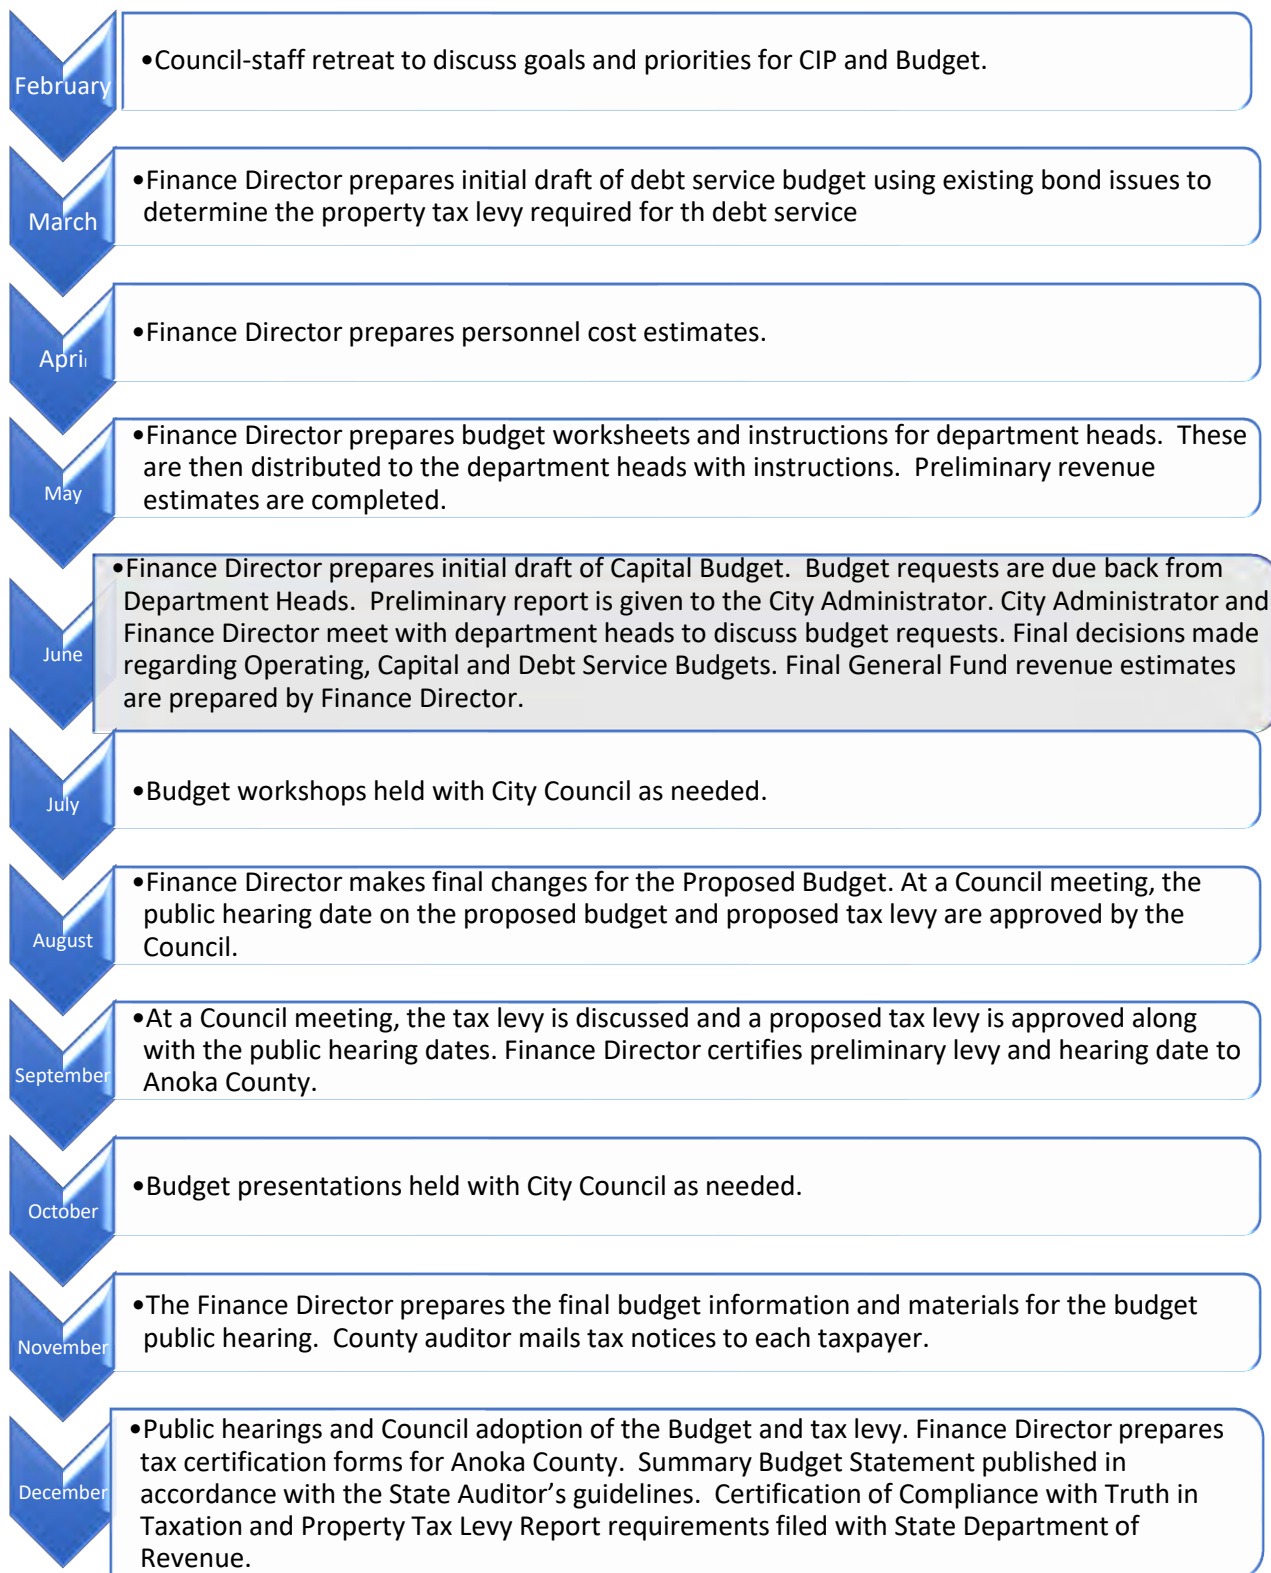 February
•Council-staff retreat to discuss goals and priorities for CIP and Budget.
March
•Finance Director prepares initial draft of debt service budget using existing bond issues to
determine the property tax levy required for th debt service
April
•Finance Director prepares personnel cost estimates.
May
•Finance Director prepares budget worksheets and instructions for department heads.  These
are then distributed to the department heads with instructions.  Preliminary revenue
estimates are completed.
June
•Finance Director prepares initial draft of Capital Budget.  Budget requests are due back from
Department Heads.  Preliminary report is given to the City Administrator. City Administrator and
Finance Director meet with department heads to discuss budget requests. Final decisions made
regarding Operating, Capital and Debt Service Budgets. Final General Fund revenue estimates
are prepared by Finance Director.
July
•Budget workshops held with City Council as needed.
August
•Finance Director makes final changes for the Proposed Budget. At a Council meeting, the
public hearing date on the proposed budget and proposed tax levy are approved by the
Council.
September
•At a Council meeting, the tax levy is discussed and a proposed tax levy is approved along
with the public hearing dates. Finance Director certifies preliminary levy and hearing date to
Anoka County.
October
•Budget presentations held with City Council as needed.
November
•The Finance Director prepares the final budget information and materials for the budget
public hearing.  County auditor mails tax notices to each taxpayer.
December
•Public hearings and Council adoption of the Budget and tax levy. Finance Director prepares
tax certification forms for Anoka County.  Summary Budget Statement published in
accordance with the State Auditor’s guidelines.  Certification of Compliance with Truth in
Taxation and Property Tax Levy Report requirements filed with State Department of
Revenue.